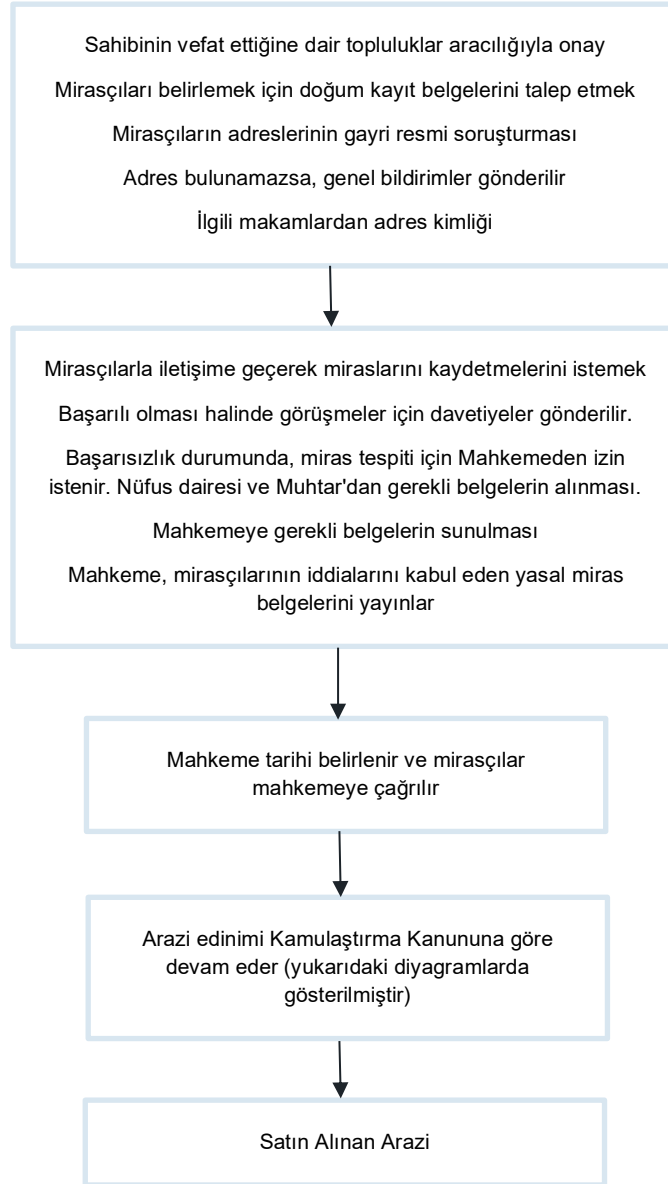 Sahibinin vefat ettiğine dair topluluklar aracılığıyla onay
Mirasçıları belirlemek için doğum kayıt belgelerini talep etmek
Mirasçıların adreslerinin gayri resmi soruşturması
Adres bulunamazsa, genel bildirimler gönderilir
İlgili makamlardan adres kimliği
Mirasçılarla iletişime geçerek miraslarını kaydetmelerini istemek
Başarılı olması halinde görüşmeler için davetiyeler gönderilir.
Başarısızlık durumunda, miras tespiti için Mahkemeden izin
istenir. Nüfus dairesi ve Muhtar'dan gerekli belgelerin alınması.
Mahkemeye gerekli belgelerin sunulması
Mahkeme, mirasçılarının iddialarını kabul eden yasal miras
belgelerini yayınlar
Mahkeme tarihi belirlenir ve mirasçılar
mahkemeye çağrılır
Arazi edinimi Kamulaştırma Kanununa göre
devam eder (yukarıdaki diyagramlarda
gösterilmiştir)
Satın Alınan Arazi